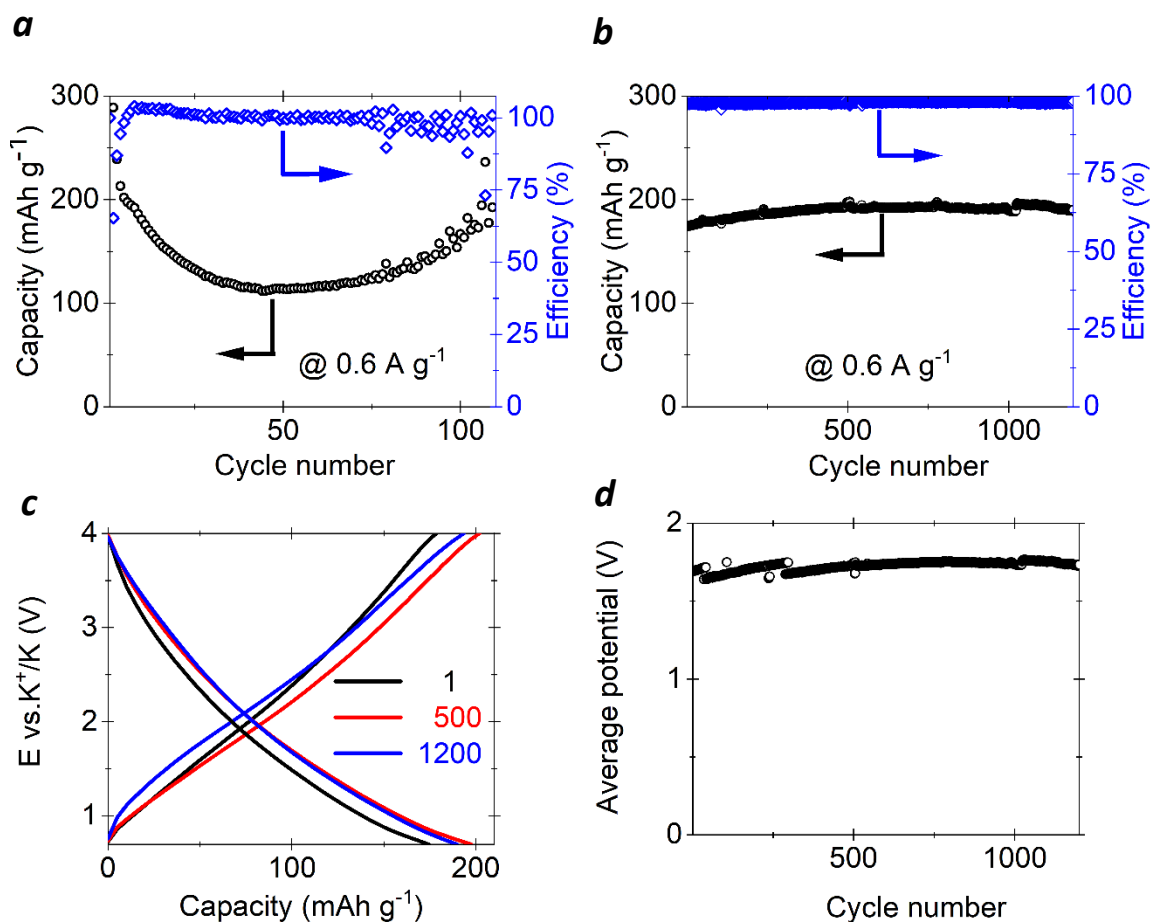 a
b
300
200
100
0
Capacity (mAh g⁻¹)
100
75
50
25
0
Efficiency (%)
@ 0.6 A g⁻¹
50
100
Cycle number
300
200
100
0
Capacity (mAh g⁻¹)
100
75
50
25
0
Efficiency (%)
@ 0.6 A g⁻¹
500
1000
Cycle number
c
d
4
3
2
1
E vs.K⁺/K (V)
1
500
1200
0
100
200
Capacity (mAh g⁻¹)
2
1
0
Average potential (V)
500
1000
Cycle number